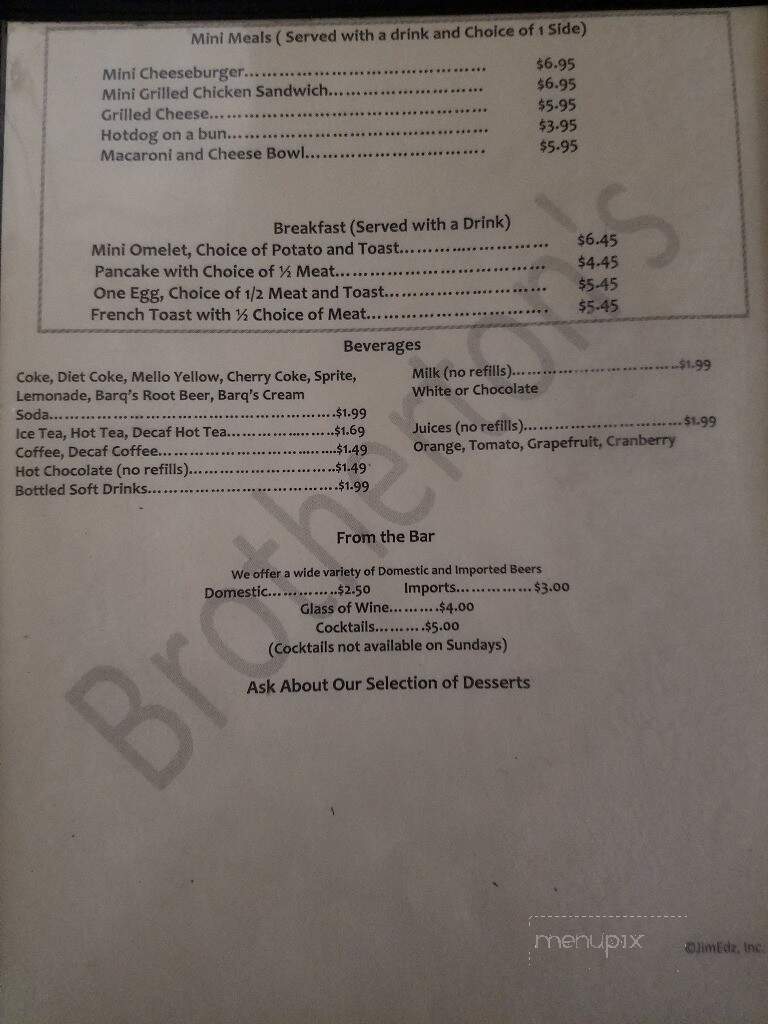 Mini Meals ( Served with a drink and Choice of 1 Side)
Mini Cheeseburger................................................ $6.95
Mini Grilled Chicken Sandwich............................... $6.95
Grilled Cheese...................................................... $5.95
Hotdog on a bun................................................... $3.95
Macaroni and Cheese Bowl.................................... $5.95
Breakfast (Served with a Drink)
Mini Omelet, Choice of Potato and Toast............................. $6.45
Pancake with Choice of ½ Meat......................................... $4.45
One Egg, Choice of 1/2 Meat and Toast................................ $5.45
French Toast with ½ Choice of Meat................................... $5.45
Beverages
Coke, Diet Coke, Mello Yellow, Cherry Coke, Sprite,
Lemonade, Barq's Root Beer, Barq's Cream
Soda........................................................$1.99
Ice Tea, Hot Tea, Decaf Hot Tea.....................$1.69
Coffee, Decaf Coffee...................................$1.49
Hot Chocolate (no refills)..............................$1.49
Bottled Soft Drinks.....................................$1.99
Milk (no refills)..................................$1.99
White or Chocolate
Juices (no refills)................................$1.99
Orange, Tomato, Grapefruit, Cranberry
From the Bar
We offer a wide variety of Domestic and Imported Beers
Domestic..............$2.50 Imports...............$3.00
Glass of Wine..........$4.00
Cocktails..........$5.00
(Cocktails not available on Sundays)
Ask About Our Selection of Desserts
Brotherton's
menupix
©JimEdz, Inc.